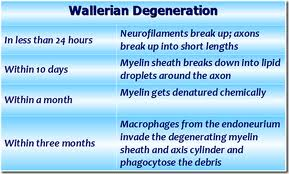 Wallerian Degeneration
In less than 24 hours
Neurofilaments break up; axons
break up into short lengths
Within 10 days
Myelin sheath breaks down into lipid
droplets around the axon
Within a month
Myelin gets denatured chemically
Within three months
Macrophages from the endoneurium
invade the degenerating myelin
sheath and axis cylinder and
phagocytose the debris